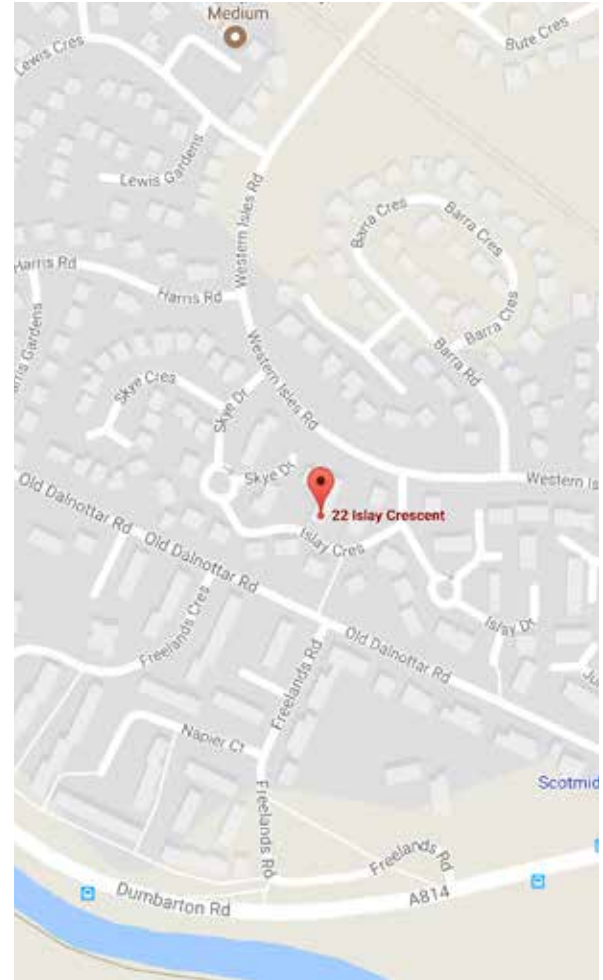 Medium
Bute Cres
Lewis Cres
Lewis Gardens
Western Isles Rd
Barra Cres
Barra Cres
Harris Rd
Harris Rd
Barra Cres
Barra Rd
Harris Gardens
Western Isles Rd
Skye Cres
Skye Dr
Skye Dr
Western Is
22 Islay Crescent
Old Dalnottar Rd
Old Dalnottar Rd
Islay Cres
Islay Dr
Freelands Cres
Old Dalnottar Rd
Freelands Rd
Ju
Napier Ct
Scotmid
Freelands Rd
Freelands Rd
A814
Dumbarton Rd